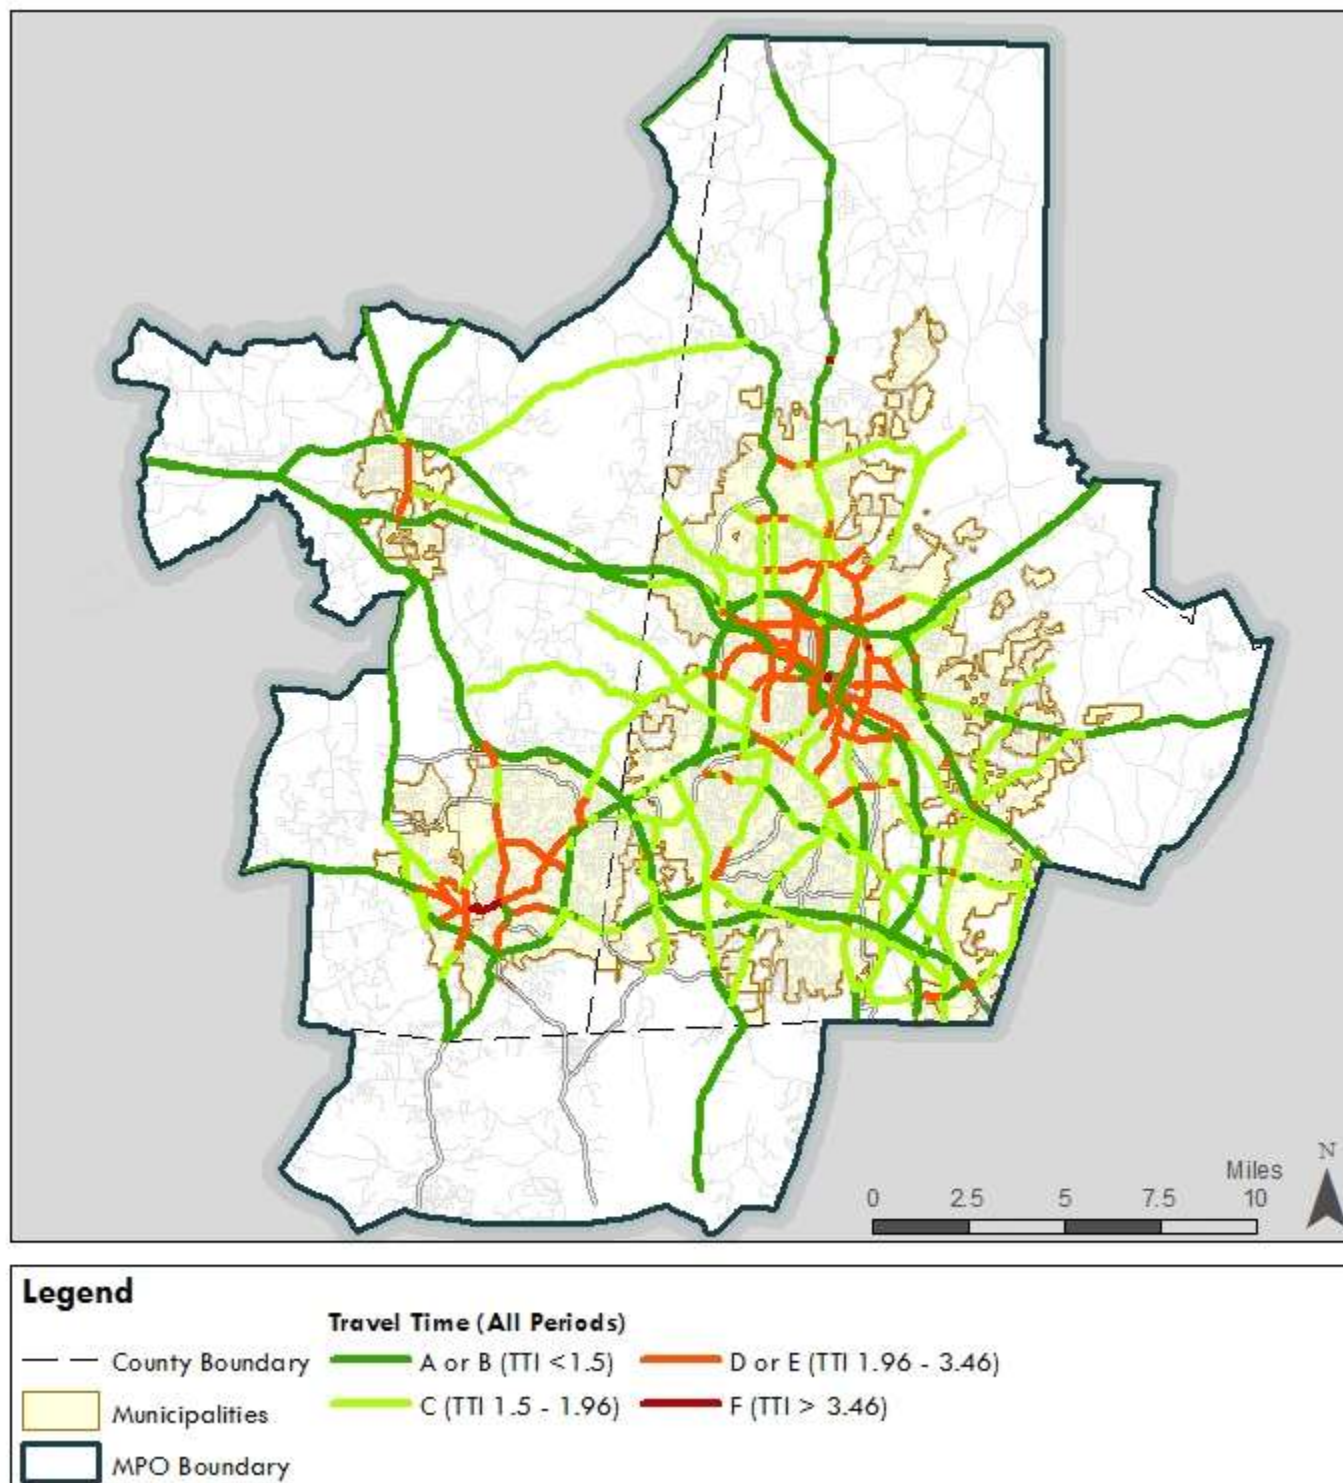 N
Miles
0 2.5 5 7.5 10
Legend
Travel Time (All Periods)
County Boundary
A or B (TTI <1.5)
D or E (TTI 1.96 - 3.46)
Municipalities
C (TTI 1.5 - 1.96)
F (TTI > 3.46)
MPO Boundary